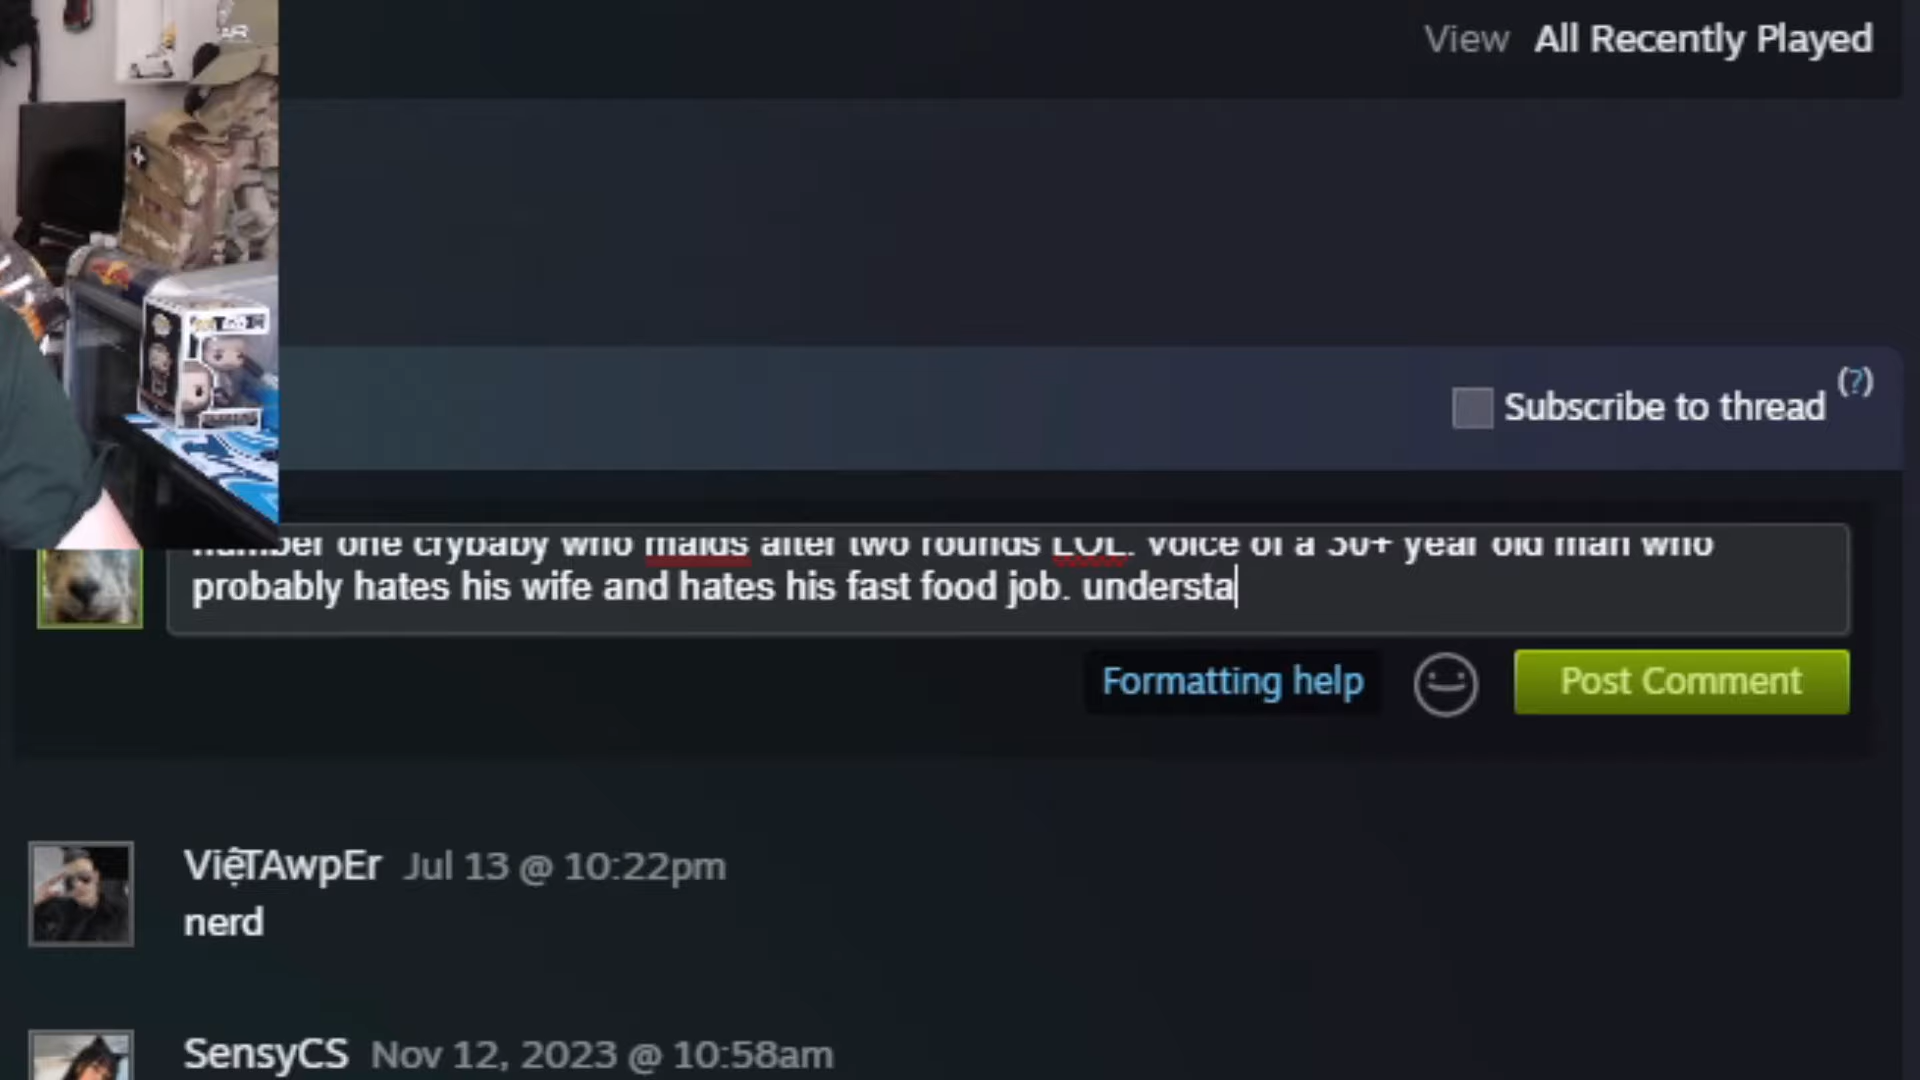 View All Recently Played
Subscribe to thread (?)
number one crybaby who malds after two rounds LOL. voice of a 30+ year old man who
probably hates his wife and hates his fast food job. understa
Formatting help
Post Comment
ViệTAwpEr Jul 13 @ 10:22pm
nerd
SensyCS Nov 12, 2023 @ 10:58am